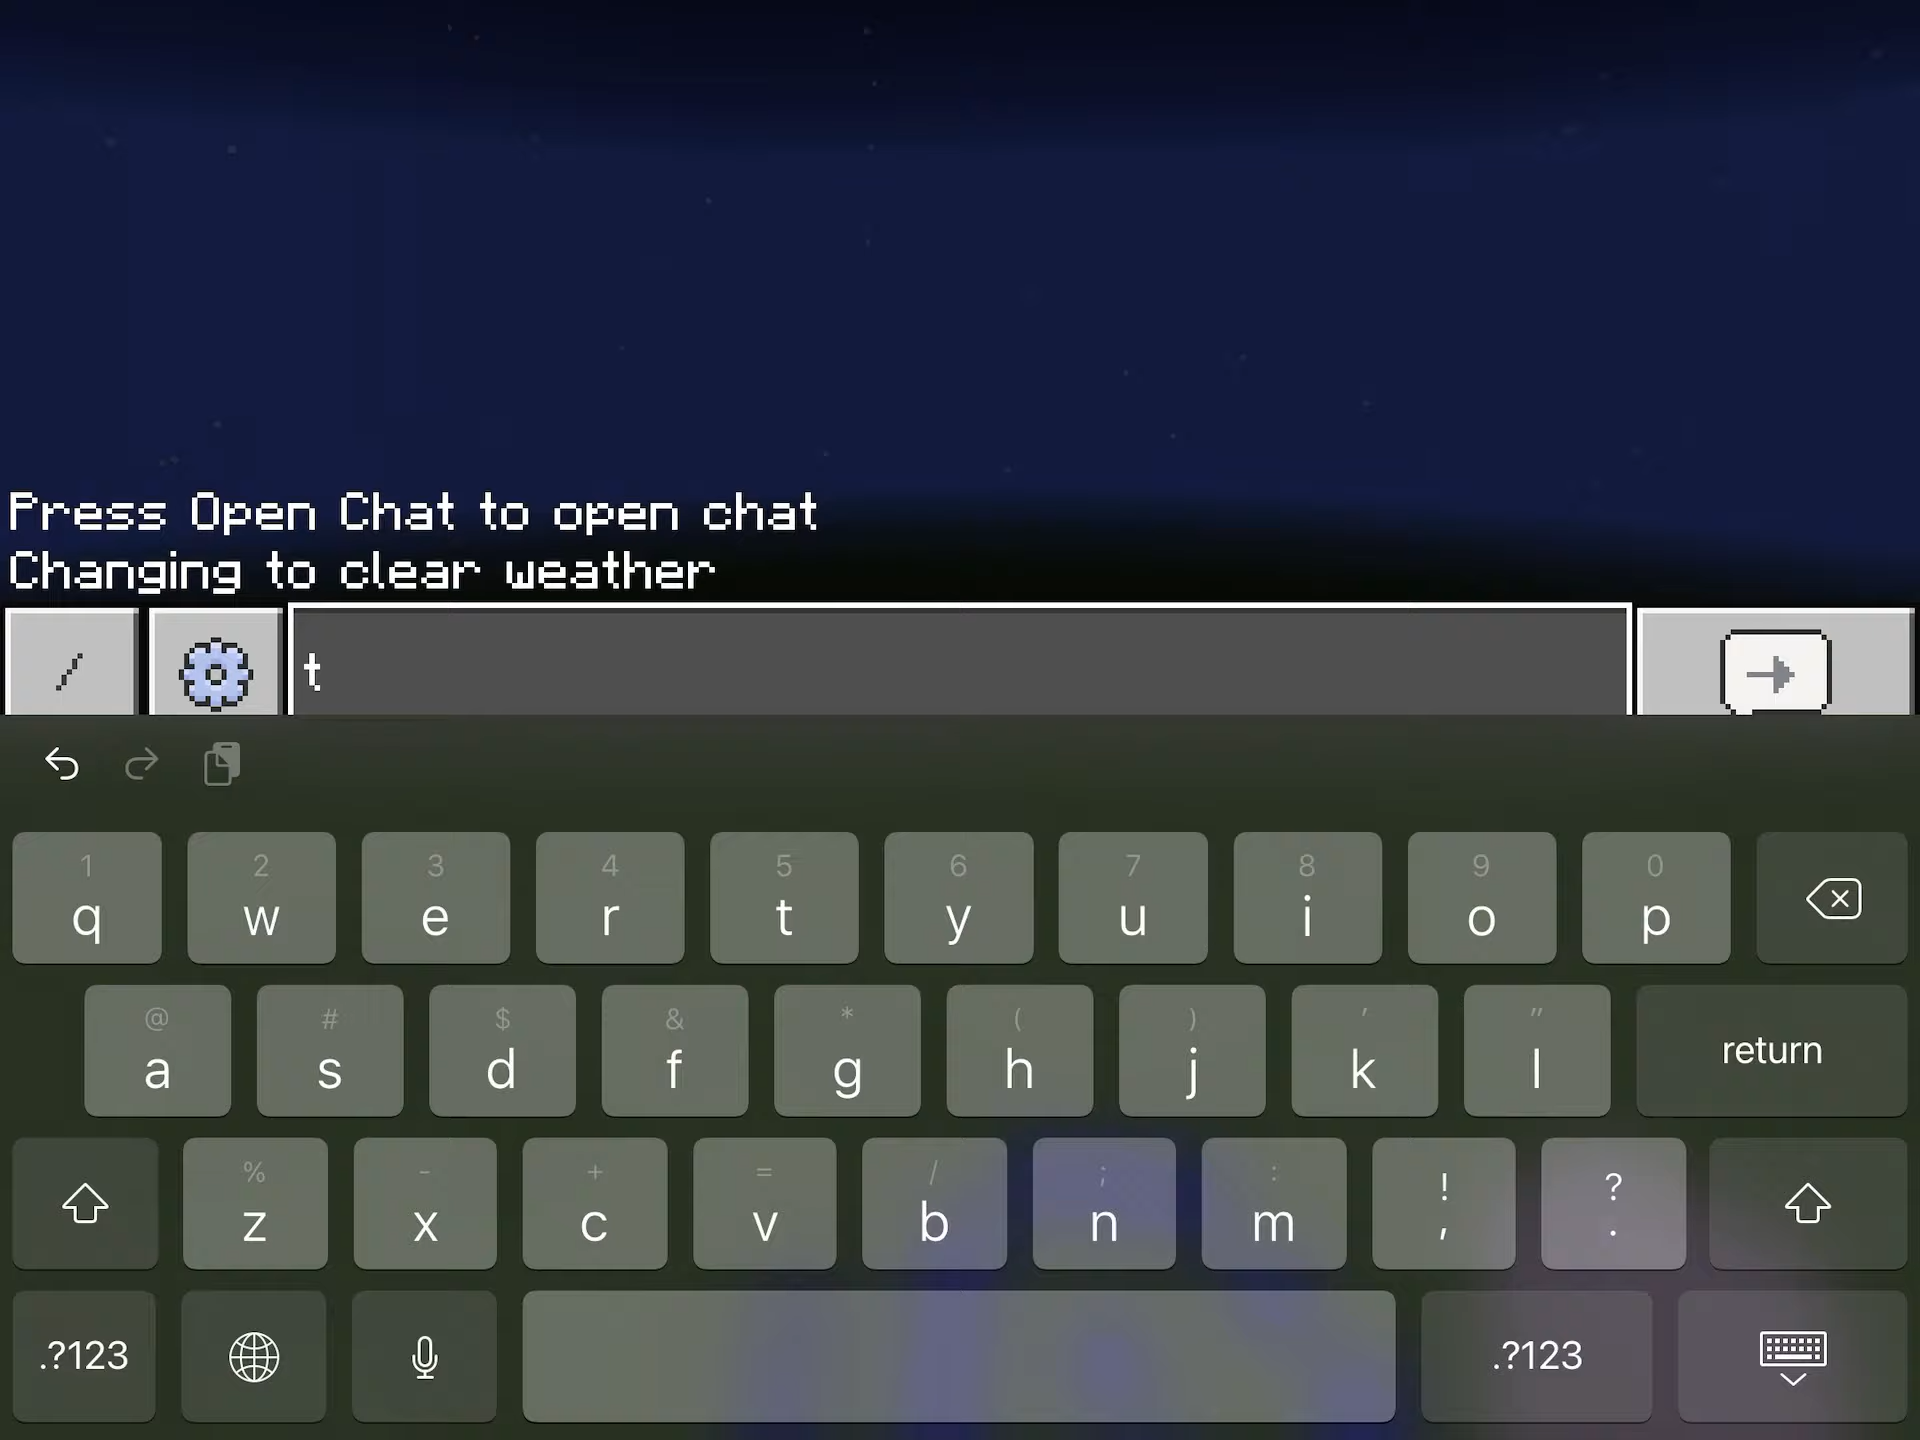 Press Open Chat to open chat
Changing to clear weather
/ t
1 2 3 4 5 6 7 8 9 0
q w e r t y u i o p
@ # $ & * ( ) ' "
a s d f g h j k l return
% - + = / ; : ! ?
z x c v b n m , .
.?123 .?123